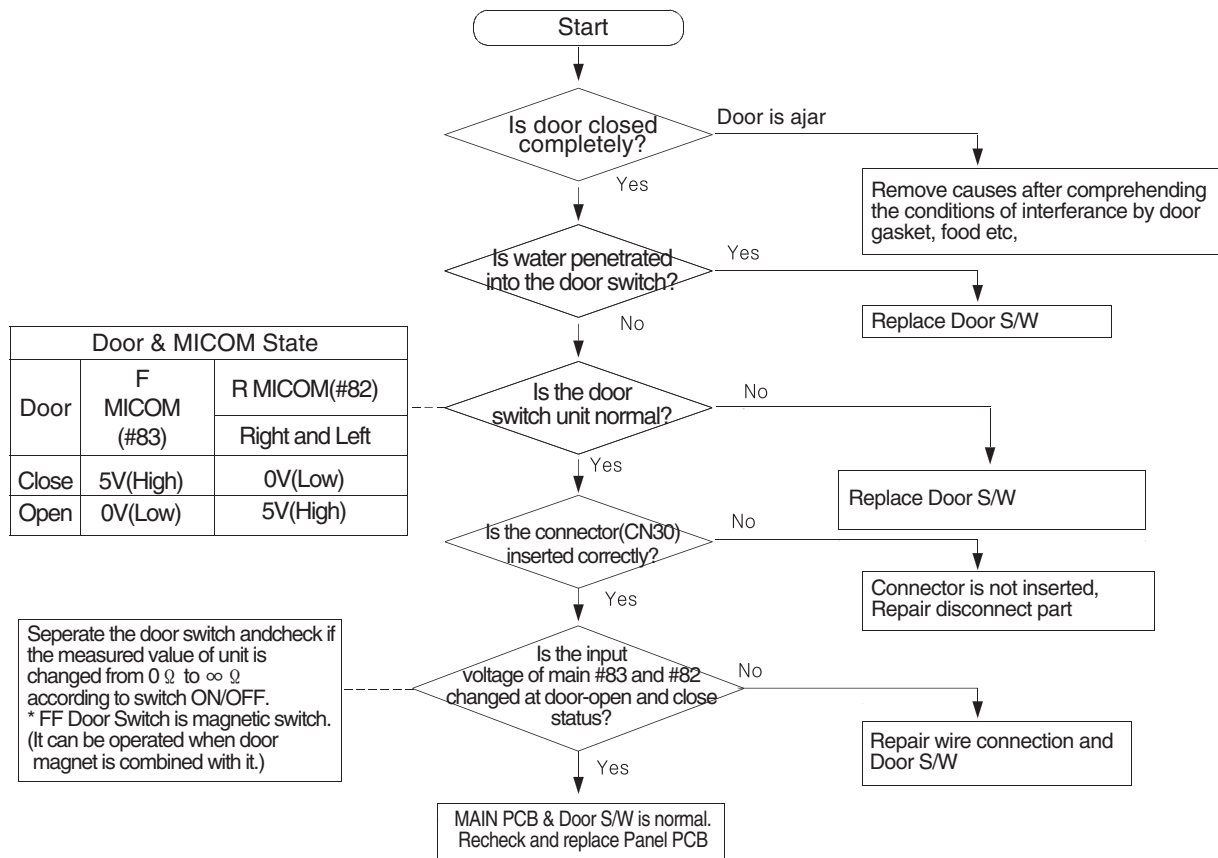 Start
Is door closed
completely?
Door is ajar
Yes
Remove causes after comprehending
the conditions of interferance by door
gasket, food etc,
Is water penetrated
into the door switch?
Yes
No
Replace Door S/W
Door & MICOM State
Door
F
MICOM
(#83)
R MICOM(#82)
Right and Left
Close 5V(High) 0V(Low)
Open 0V(Low) 5V(High)
Is the door
switch unit normal?
No
Yes
Replace Door S/W
Is the connector(CN30)
inserted correctly?
No
Yes
Connector is not inserted,
Repair disconnect part
Seperate the door switch andcheck if
the measured value of unit is
changed from 0 Ω to ∞ Ω
according to switch ON/OFF.
* FF Door Switch is magnetic switch.
(It can be operated when door
magnet is combined with it.)
Is the input
voltage of main #83 and #82
changed at door-open and close
status?
No
Yes
Repair wire connection and
Door S/W
MAIN PCB & Door S/W is normal.
Recheck and replace Panel PCB